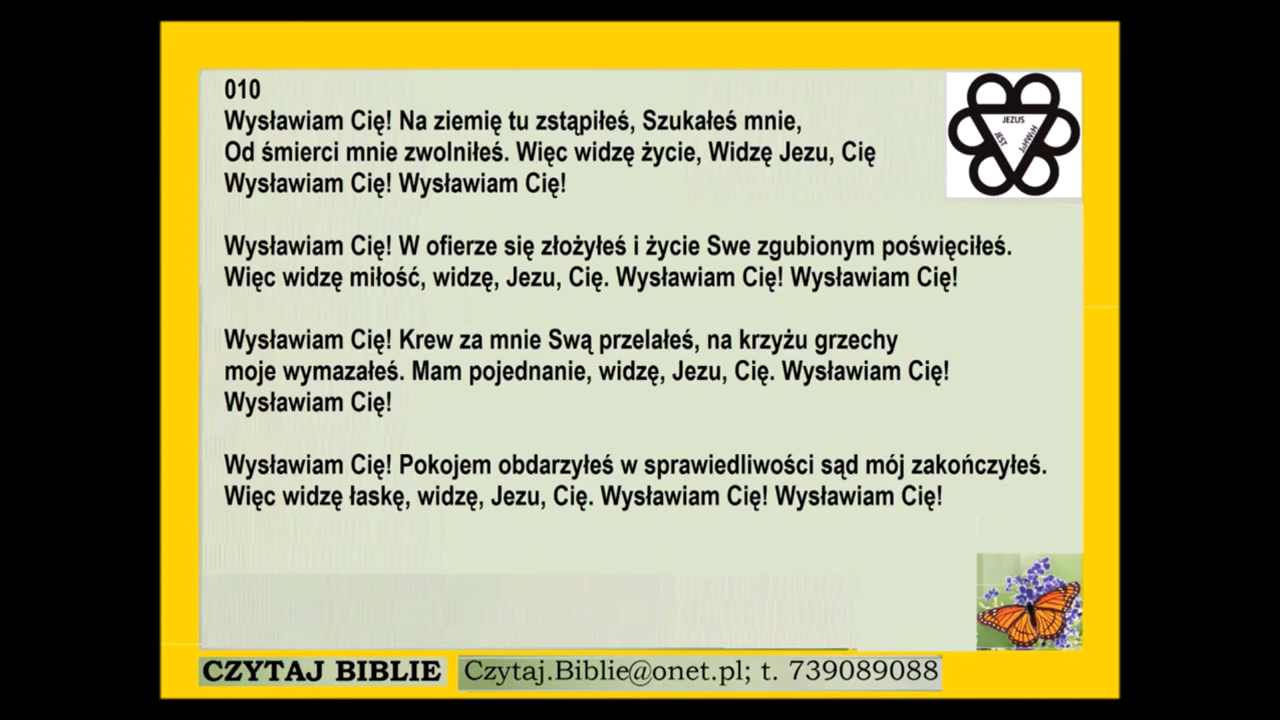 010
Wysławiam Cię! Na ziemię tu zstąpiłeś, Szukałeś mnie,
Od śmierci mnie zwolniłeś. Więc widzę życie, Widzę Jezu, Cię
Wysławiam Cię! Wysławiam Cię!
Wysławiam Cię! W ofierze się złożyłeś i życie Swe zgubionym poświęciłeś.
Więc widzę miłość, widzę, Jezu, Cię. Wysławiam Cię! Wysławiam Cię!
Wysławiam Cię! Krew za mnie Swą przelałeś, na krzyżu grzechy
moje wymazałeś. Mam pojednanie, widzę, Jezu, Cię. Wysławiam Cię!
Wysławiam Cię!
Wysławiam Cię! Pokojem obdarzyłeś w sprawiedliwości sąd mój zakończyłeś.
Więc widzę łaskę, widzę, Jezu, Cię. Wysławiam Cię! Wysławiam Cię!
JEZUS
JEST
CZYTAJ BIBLIE
Czytaj.Biblie@onet.pl; t. 739089088